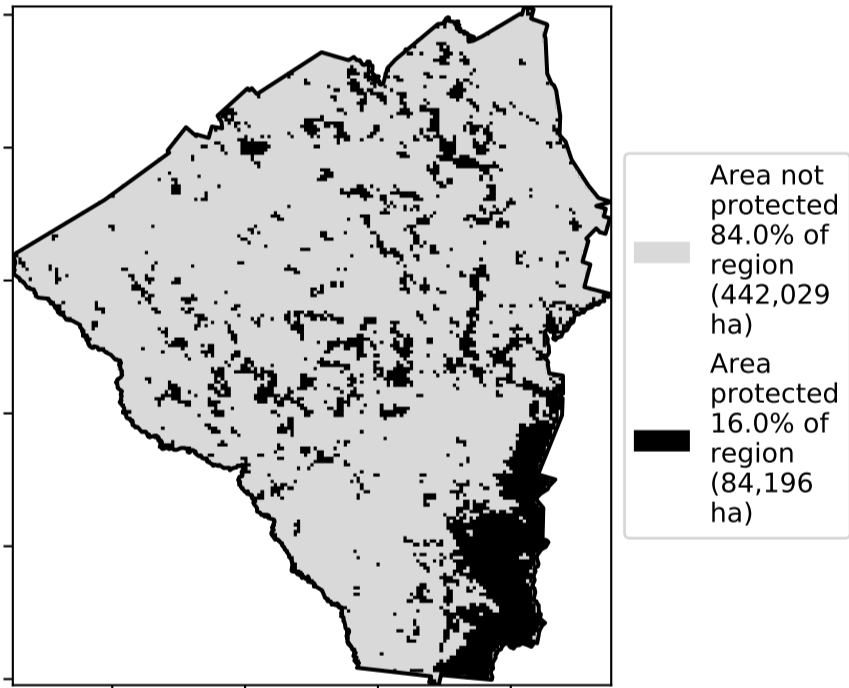 Area not
protected
84.0% of
region
(442,029
ha)
Area
protected
16.0% of
region
(84,196
ha)